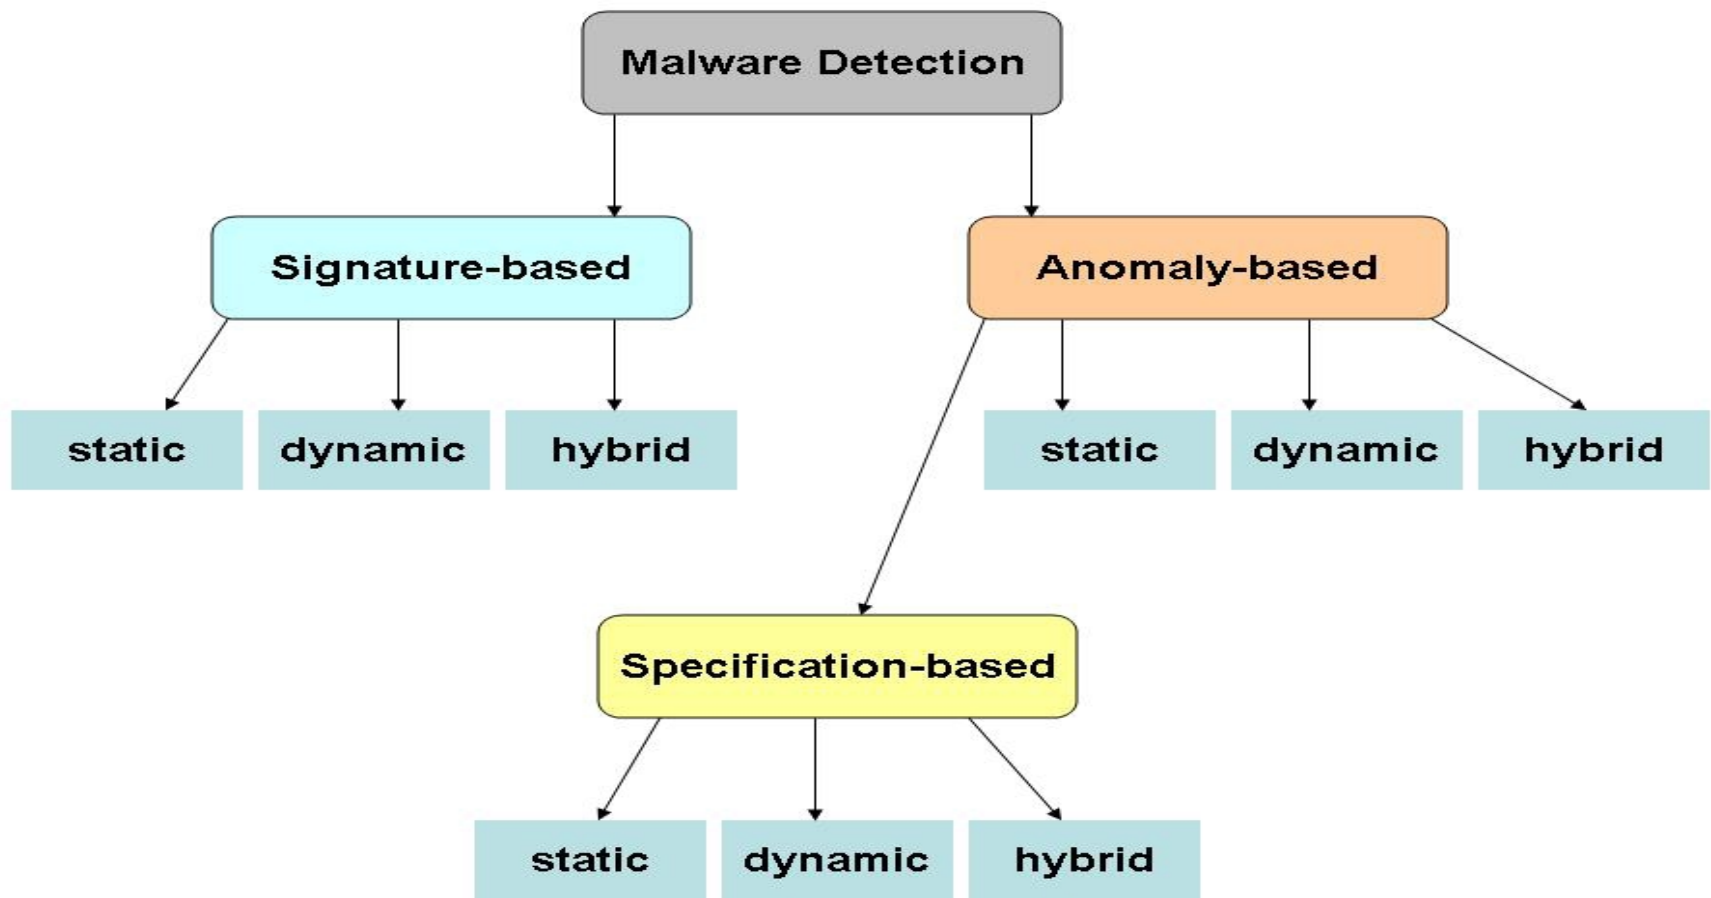 Malware Detection
Signature-based
Anomaly-based
static
dynamic
hybrid
static
dynamic
hybrid
Specification-based
static
dynamic
hybrid